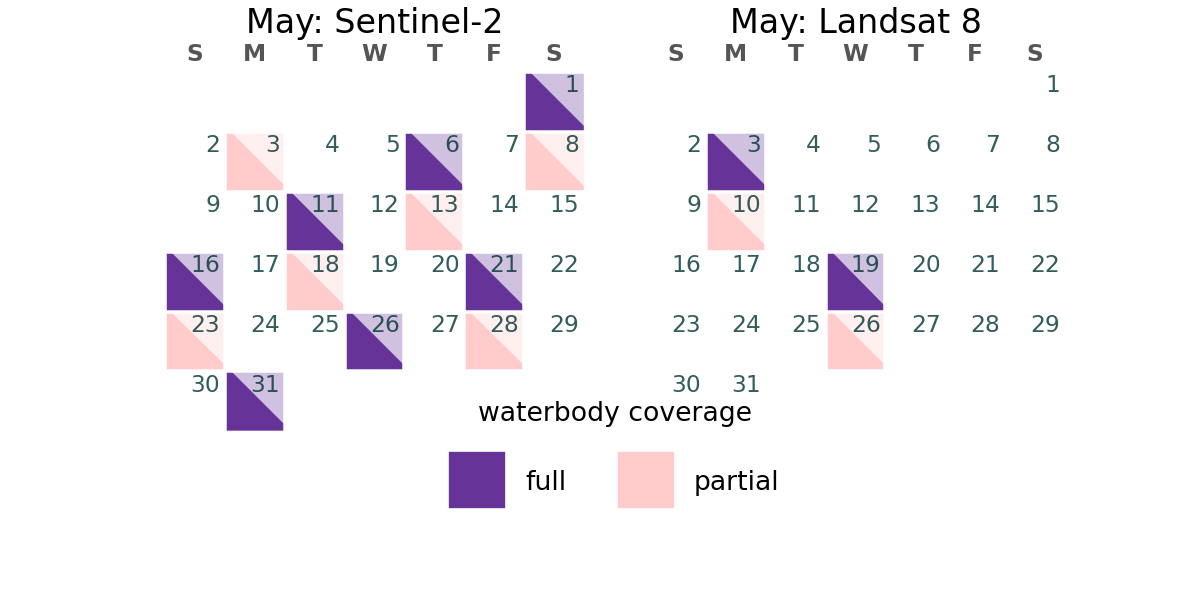 May: Sentinel-2
S M T W T F S
1
2 3 4 5 6 7 8
9 10 11 12 13 14 15
16 17 18 19 20 21 22
23 24 25 26 27 28 29
30 31
May: Landsat 8
S M T W T F S
1
2 3 4 5 6 7 8
9 10 11 12 13 14 15
16 17 18 19 20 21 22
23 24 25 26 27 28 29
30 31
waterbody coverage
full partial